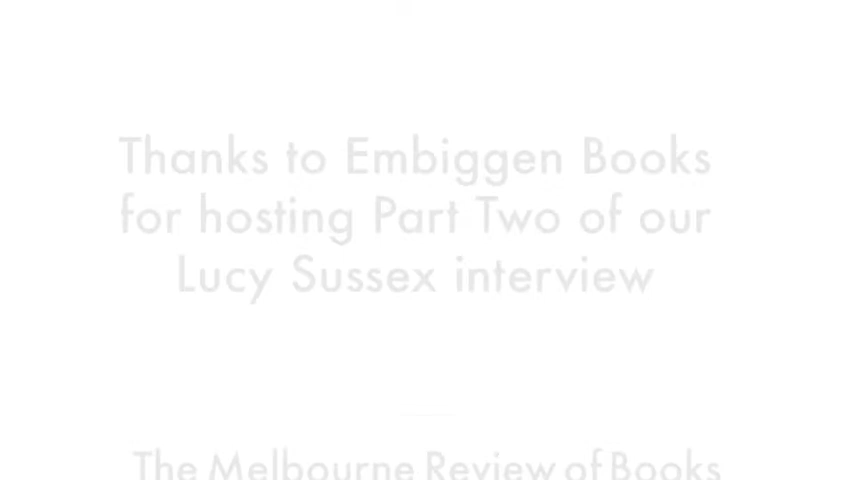 Thanks to Embiggen Books
for hosting Part Two of our
Lucy Sussex interview
The Melbourne Review of Books